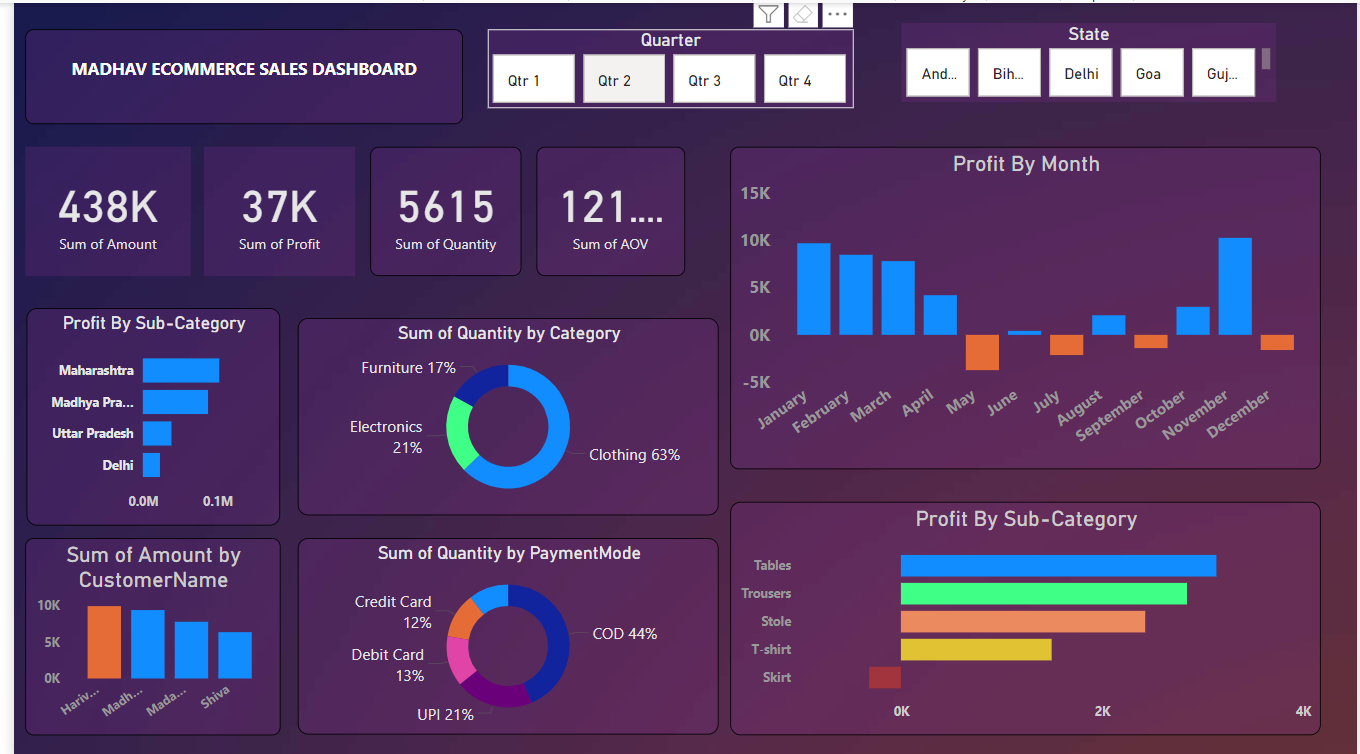 MADHAV ECOMMERCE SALES DASHBOARD
Quarter
Qtr 1
Qtr 2
Qtr 3
Qtr 4
State
And...
Bih...
Delhi
Goa
Guj...
438K
Sum of Amount
37K
Sum of Profit
5615
Sum of Quantity
121....
Sum of AOV
Profit By Month
15K
10K
5K
0K
-5K
January
February
March
April
May
June
July
August
September
October
November
December
Profit By Sub-Category
Maharashtra
Madhya Pra...
Uttar Pradesh
Delhi
0.0M
0.1M
Sum of Quantity by Category
Furniture 17%
Electronics
21%
Clothing 63%
Sum of Amount by
CustomerName
10K
5K
0K
Hariv...
Madh...
Mada...
Shiva
Sum of Quantity by PaymentMode
Credit Card
12%
Debit Card
13%
UPI 21%
COD 44%
Profit By Sub-Category
Tables
Trousers
Stole
T-shirt
Skirt
0K
2K
4K